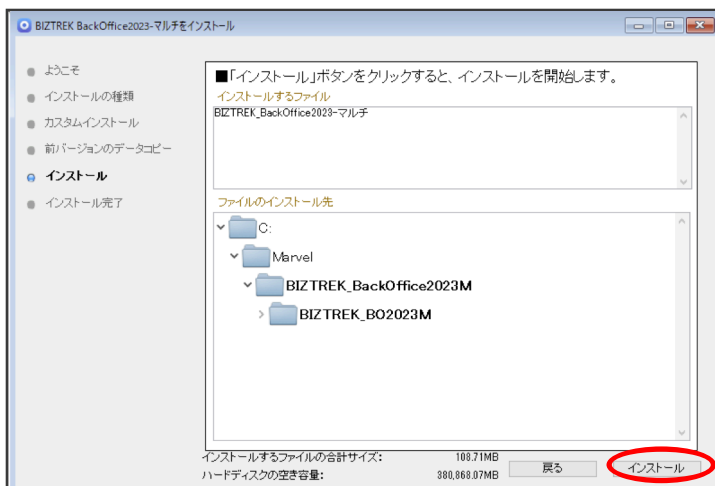 BIZTREK BackOffice2023-マルチをインストール
ようこそ
インストールの種類
カスタムインストール
前バージョンのデータコピー
インストール
インストール完了
■「インストール」ボタンをクリックすると、インストールを開始します。
インストールするファイル
BIZTREK_BackOffice2023-マルチ
ファイルのインストール先
C:
Marvel
BIZTREK_BackOffice2023M
BIZTREK_BO2023M
インストールするファイルの合計サイズ: 108.71MB
ハードディスクの空き容量: 380,868.07MB
戻る
インストール